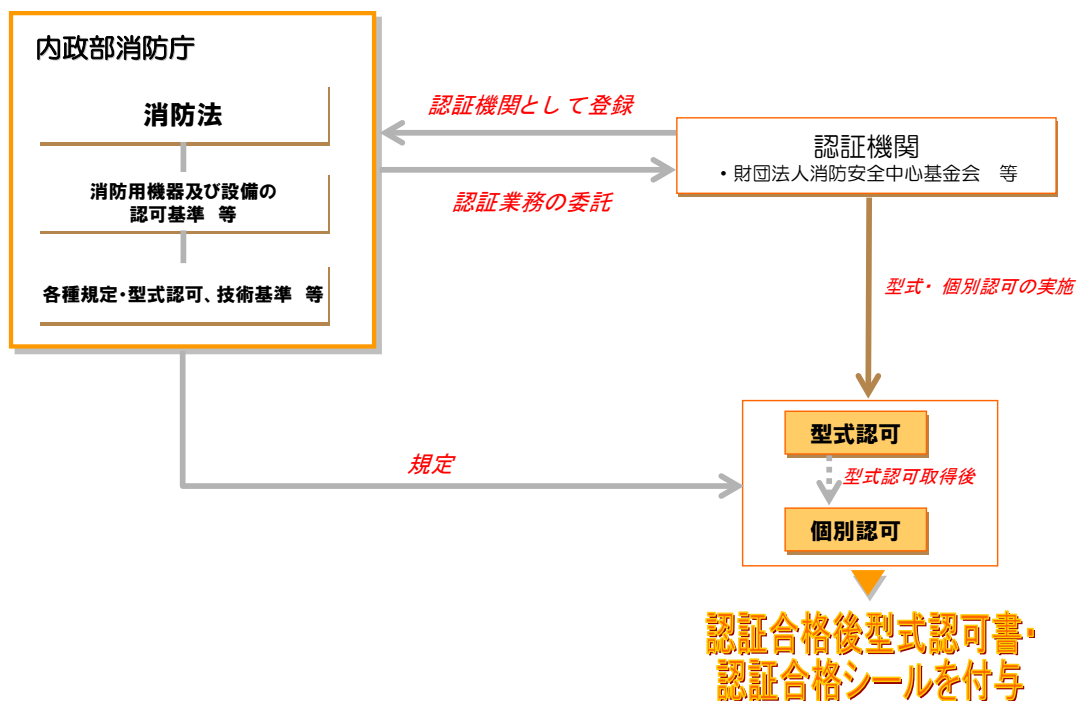 内政部消防庁
消防法
消防用機器及び設備の
認可基準 等
各種規定・型式認可、技術基準 等
認証機関として登録
認証業務の委託
認証機関
・財団法人消防安全中心基金会 等
型式・個別認可の実施
規定
型式認可
型式認可取得後
個別認可
認証合格後型式認可書・
認証合格シールを付与